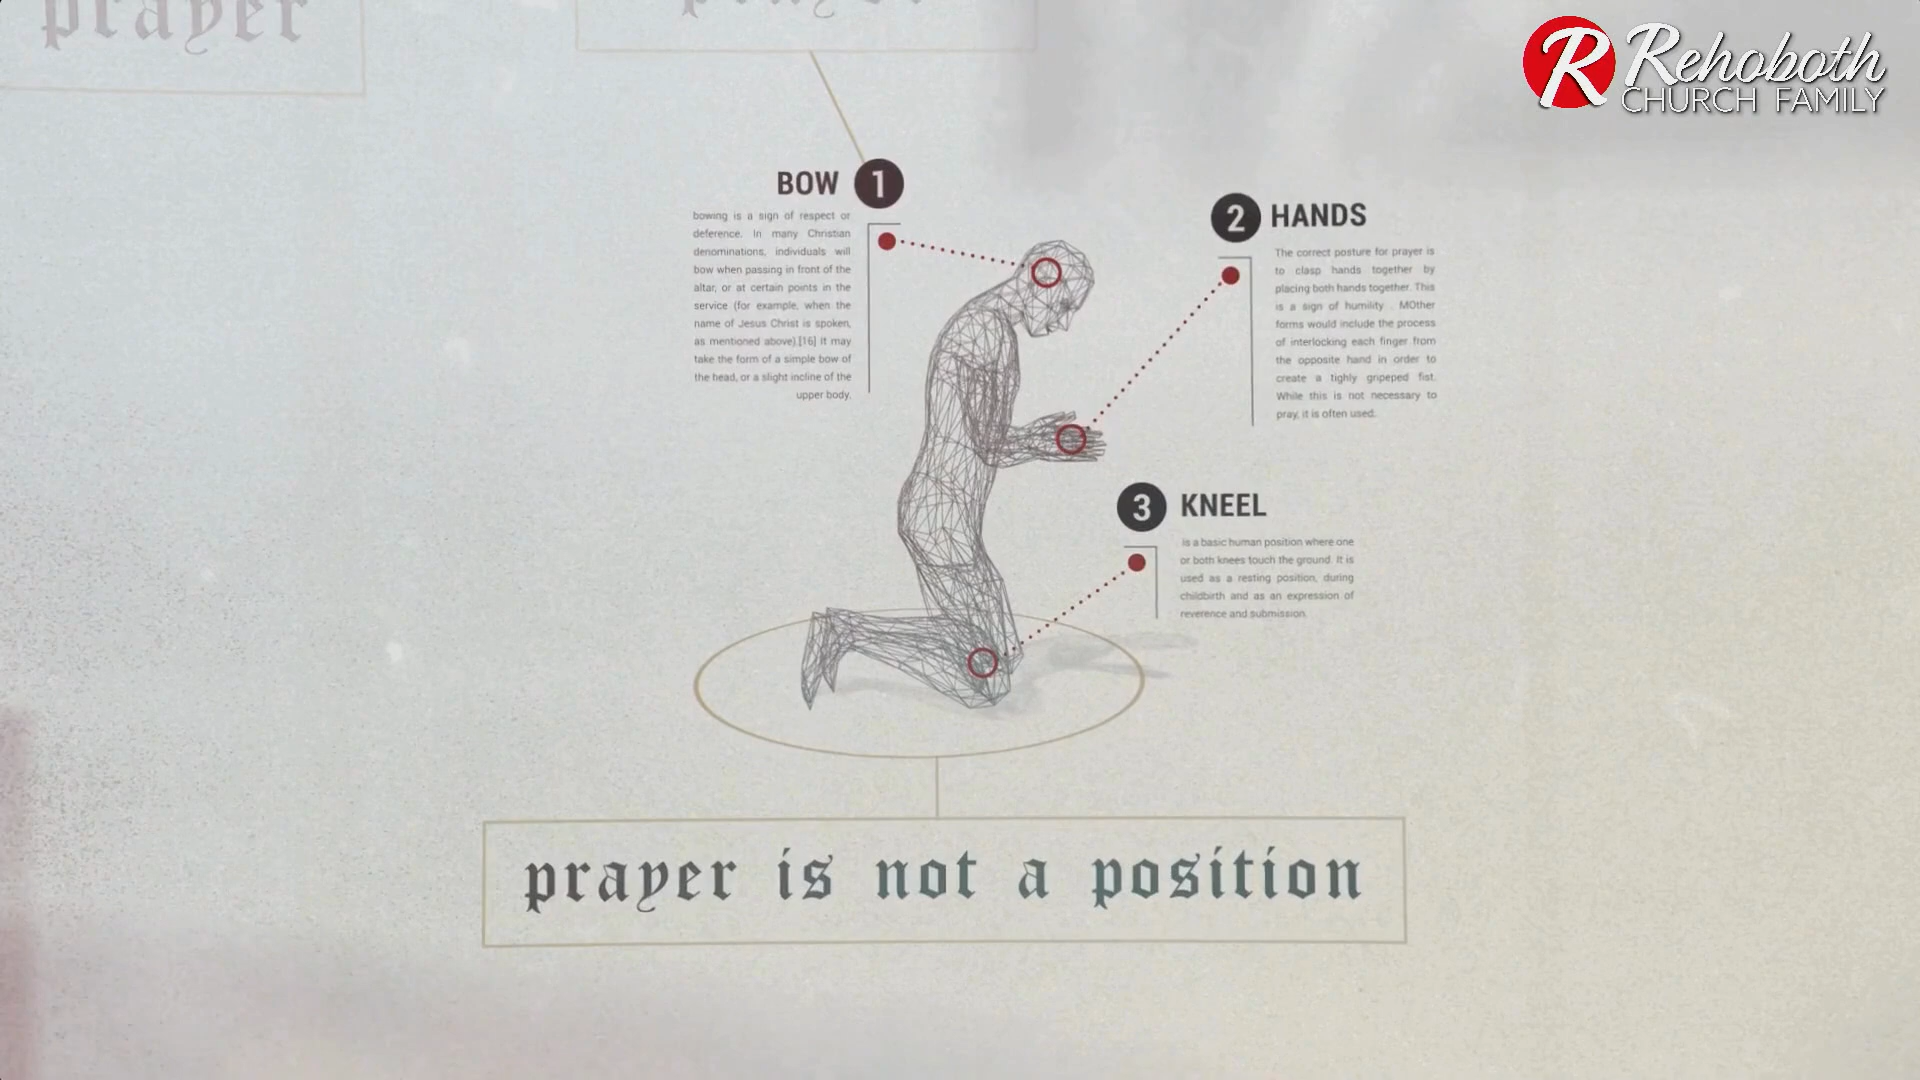 prayer
prayer
Rehoboth
CHURCH FAMILY
BOW 1
bowing is a sign of respect or
deference. In many Christian
denominations, individuals will
bow when passing in front of the
altar, or at certain points in the
service (for example, when the
name of Jesus Christ is spoken,
as mentioned above).[16] It may
take the form of a simple bow of
the head, or a slight incline of the
upper body.
2 HANDS
The correct posture for prayer is
to clasp hands together by
placing both hands together. This
is a sign of humility . MOther
forms would include the process
of interlocking each finger from
the opposite hand in order to
create a tighly gripeped fist.
While this is not necessary to
pray, it is often used.
3 KNEEL
is a basic human position where one
or both knees touch the ground. It is
used as a resting position, during
childbirth and as an expression of
reverence and submission.
prayer is not a position